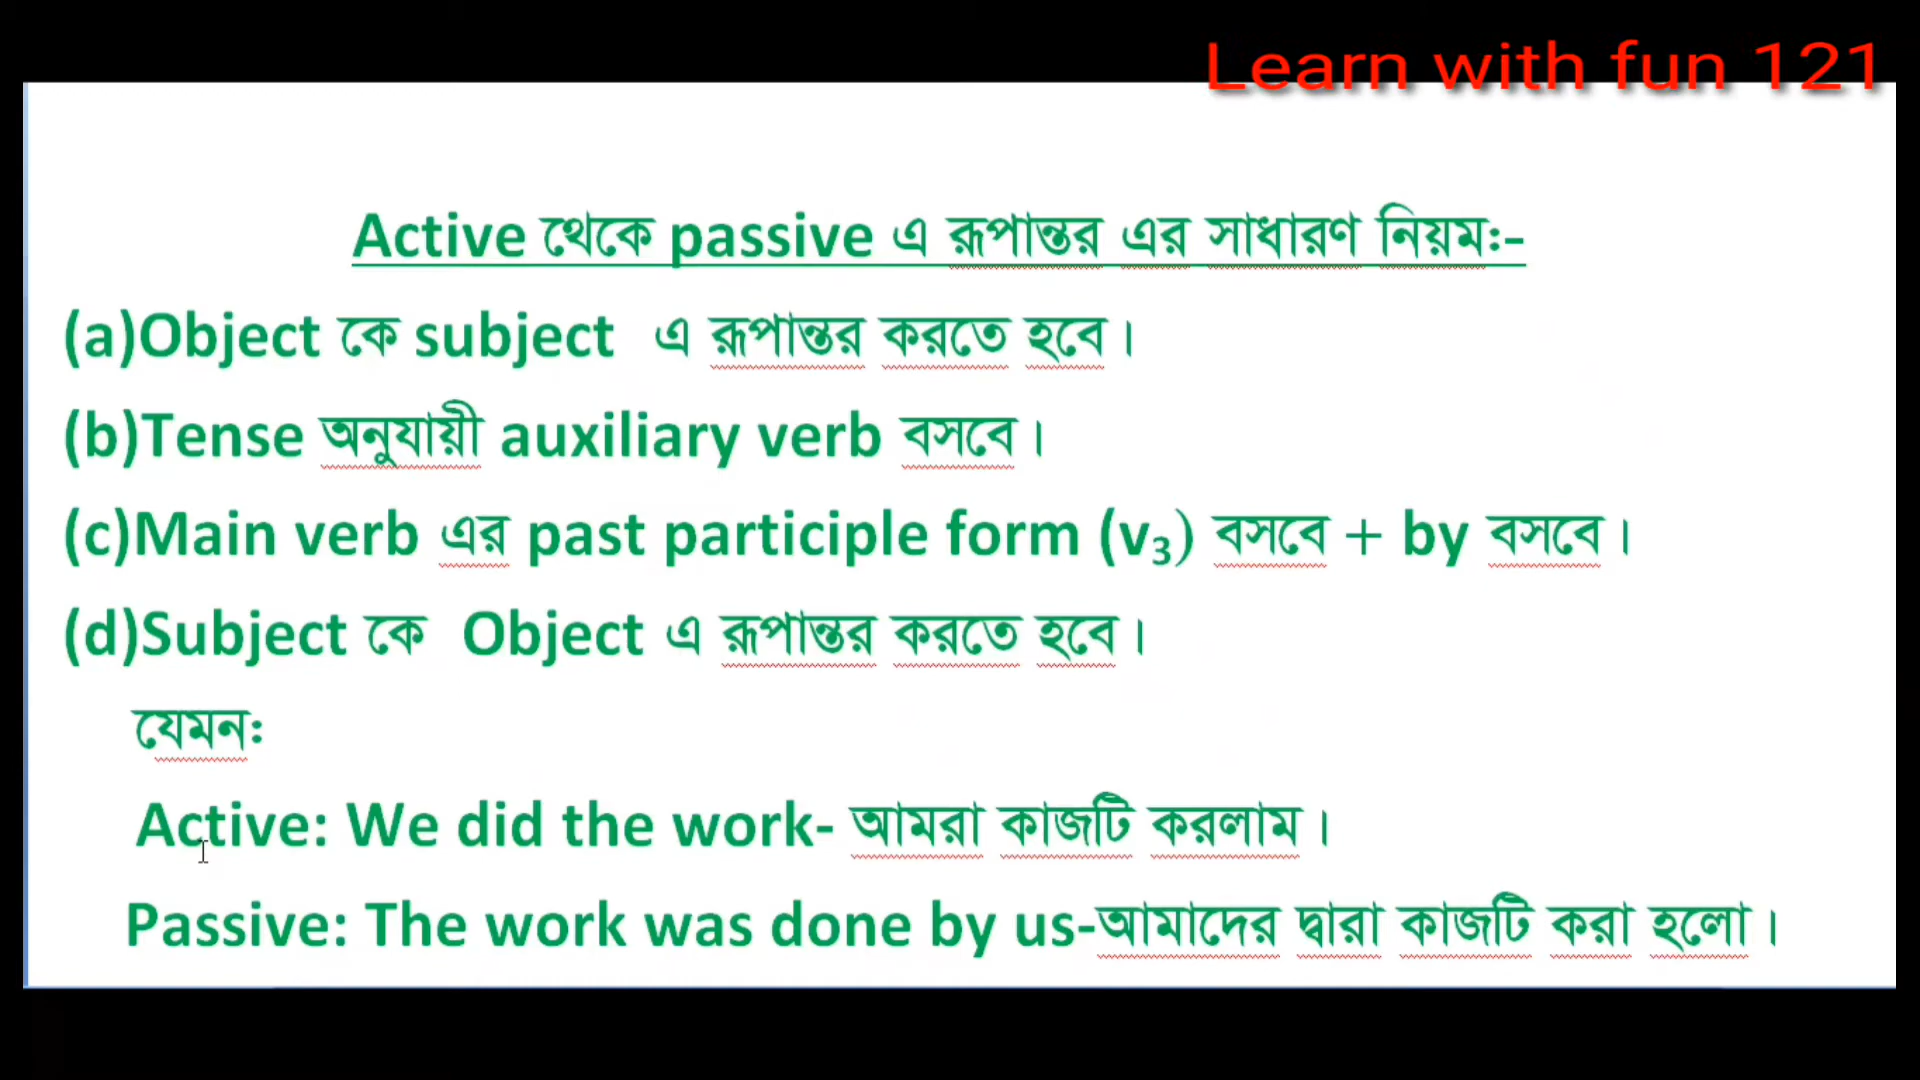 Learn with fun 121
Active থেকে passive এ রূপান্তর এর সাধারণ নিয়মঃ-
(a)Object কে subject এ রূপান্তর করতে হবে।
(b)Tense অনুযায়ী auxiliary verb বসবে।
(c)Main verb এর past participle form (v₃) বসবে + by বসবে।
(d)Subject কে Object এ রূপান্তর করতে হবে।
যেমনঃ
Active: We did the work- আমরা কাজটি করলাম।
Passive: The work was done by us-আমাদের দ্বারা কাজটি করা হলো।